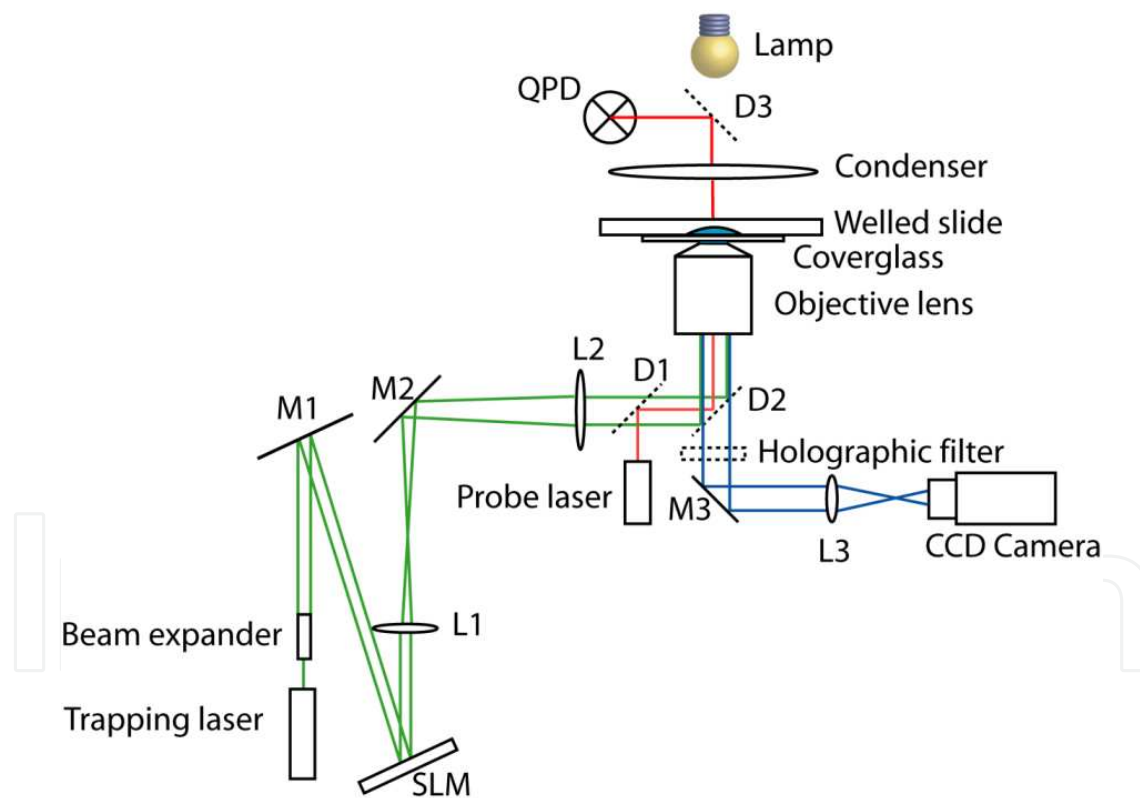 Lamp
QPD
D3
Condenser
Welled slide
Coverglass
Objective lens
L2
D1
M2
D2
M1
Holographic filter
Probe laser
M3
L3
CCD Camera
Beam expander
L1
Trapping laser
SLM